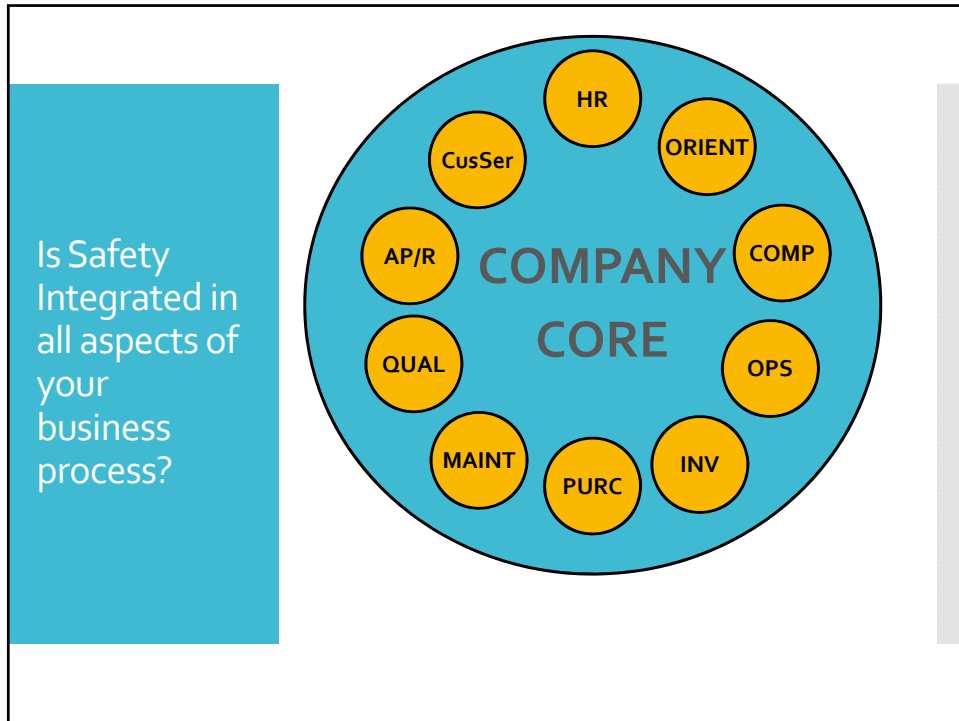 Is Safety
Integrated in
all aspects of
your
business
process?
HR
ORIENT
CusSer
COMP
AP/R
COMPANY
CORE
QUAL
OPS
MAINT
INV
PURC